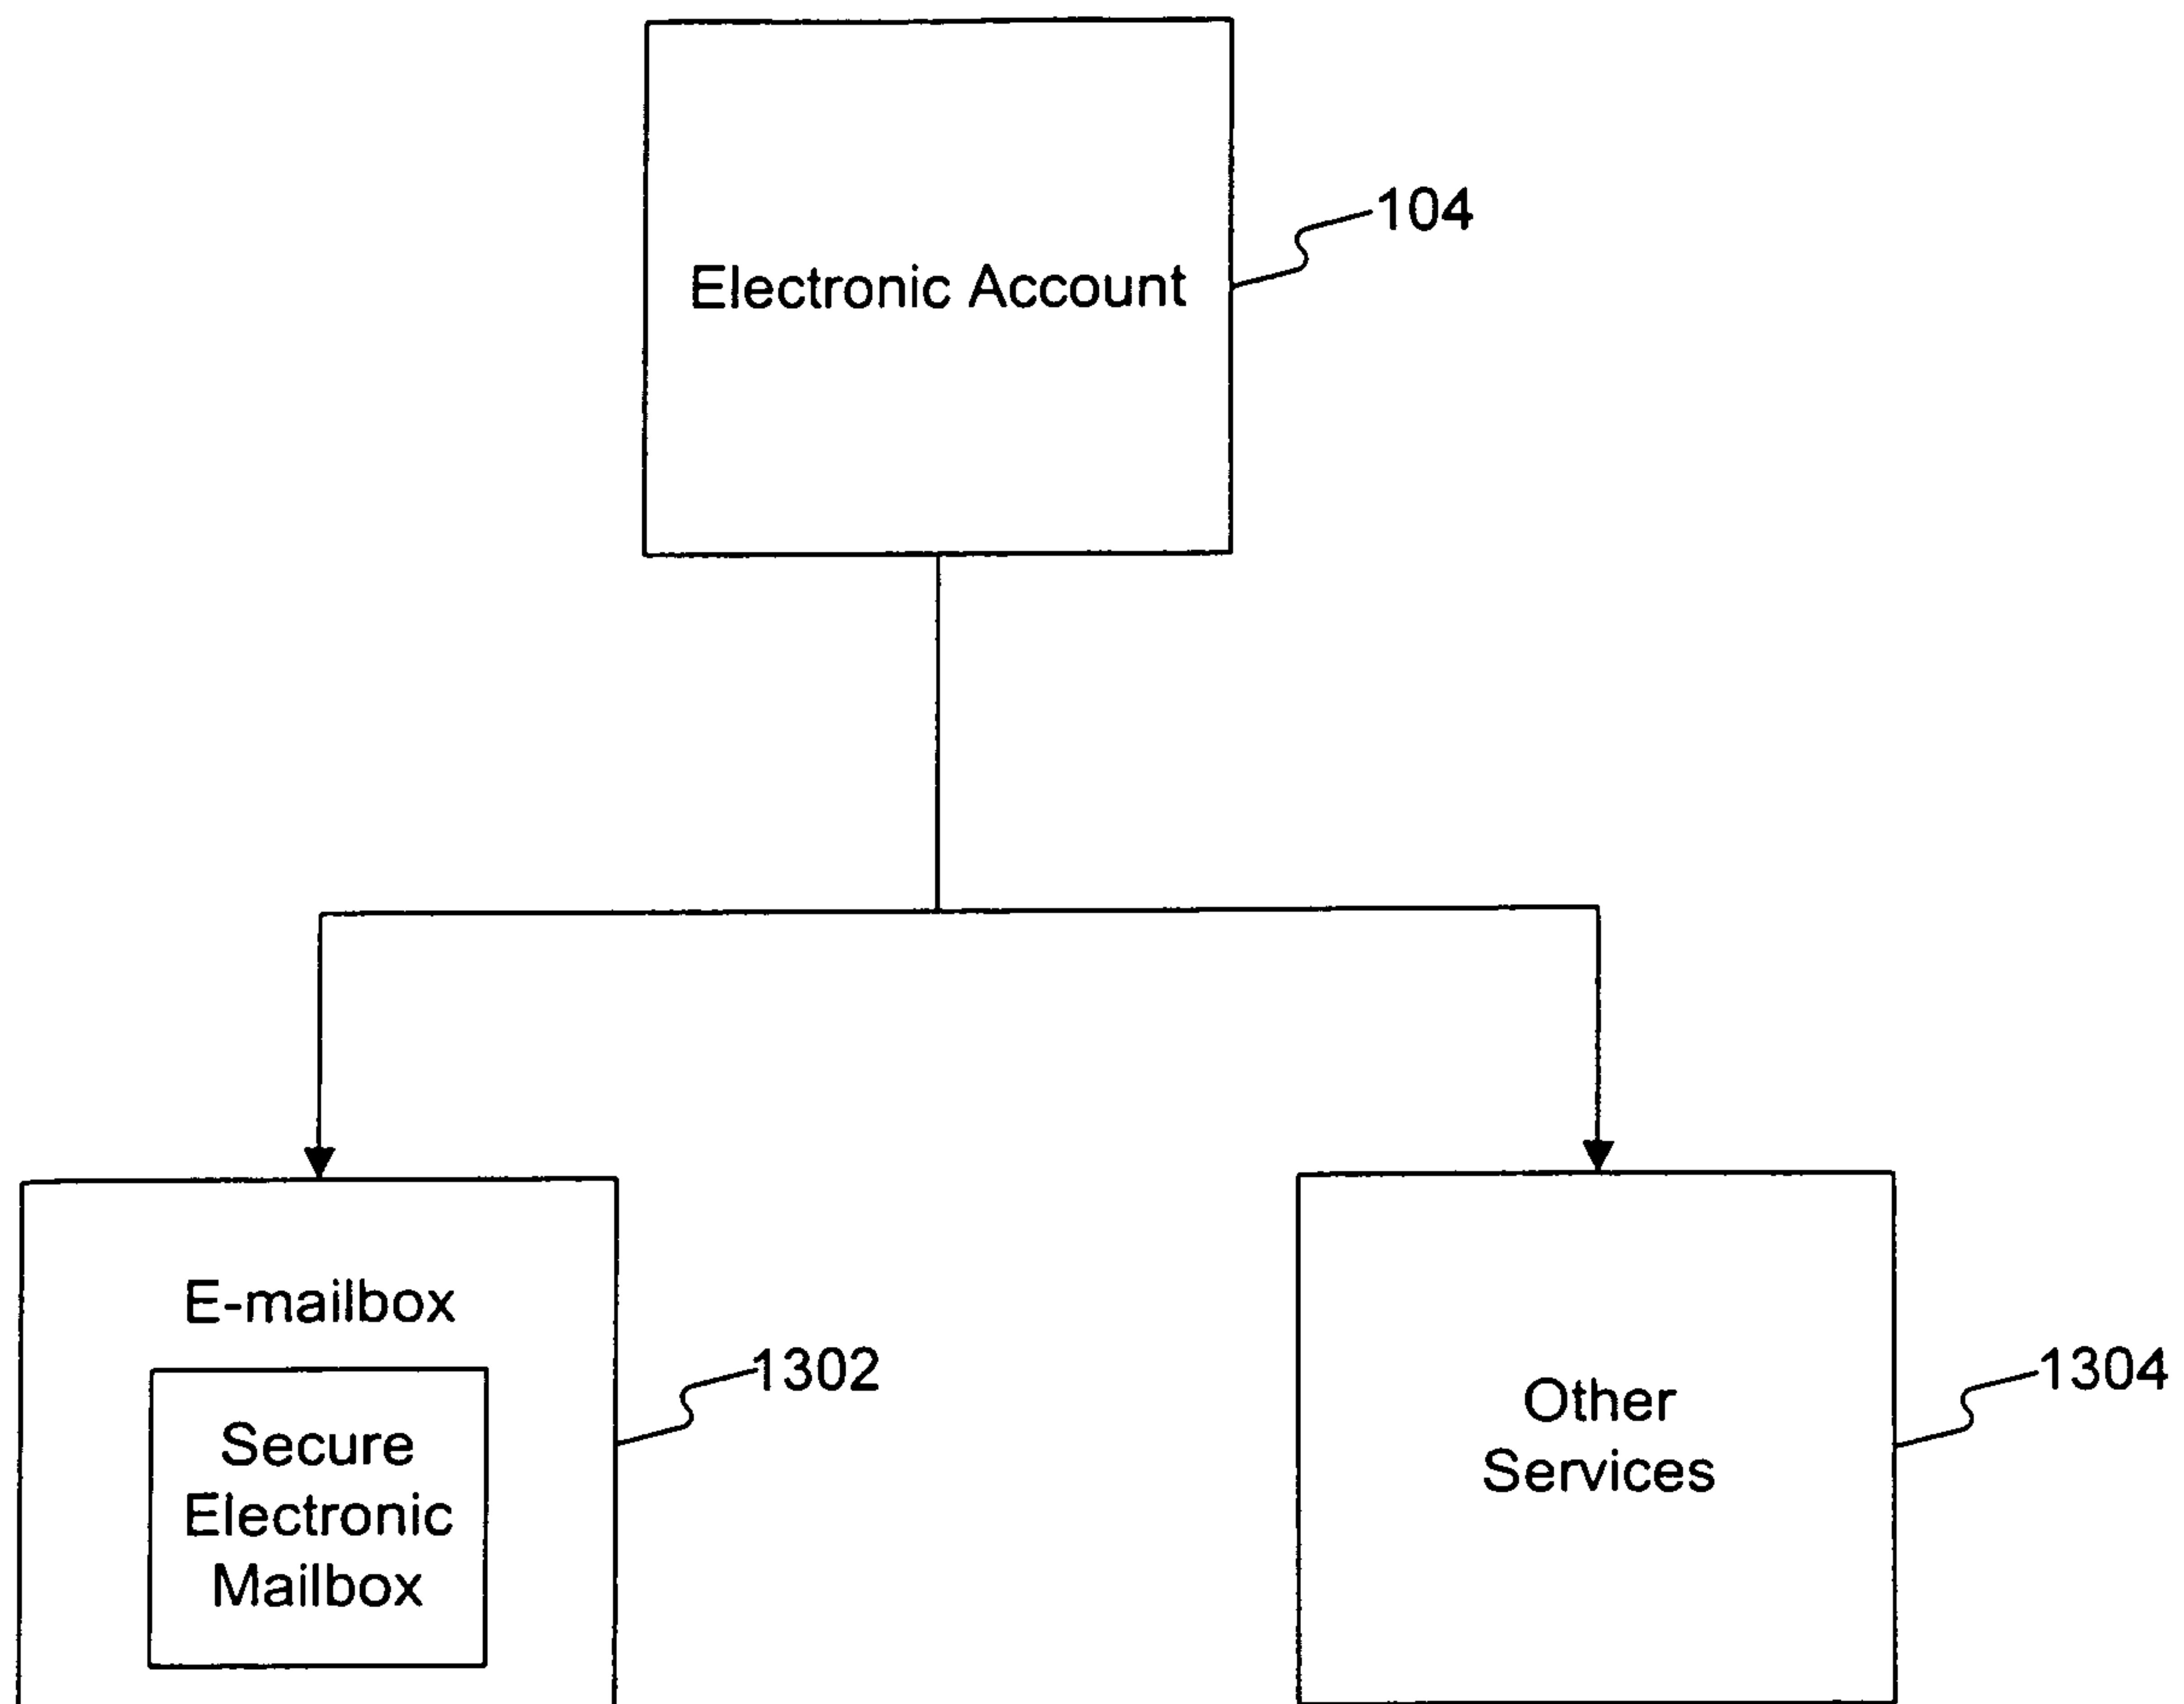 Electronic Account
104
E-mailbox
1302
Secure
Electronic
Mailbox
Other
Services
1304